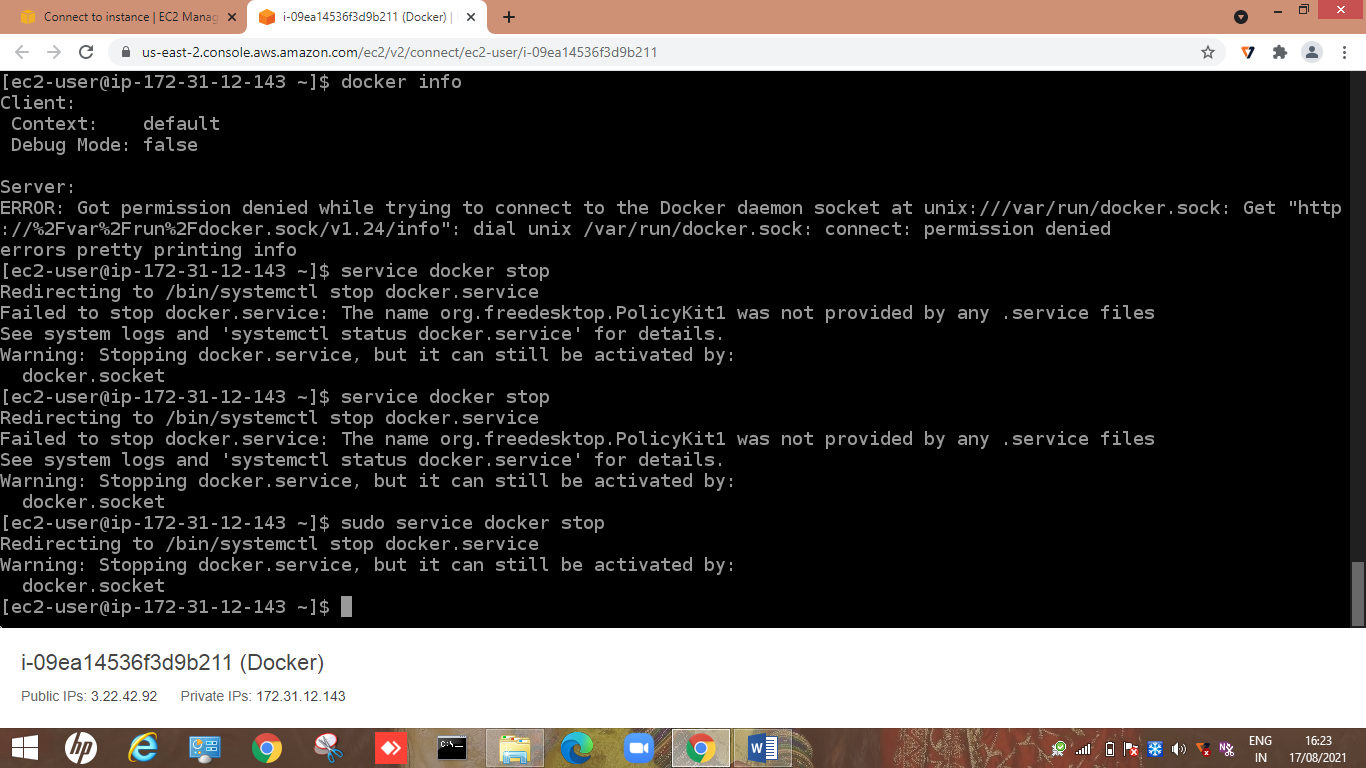 Connect to instance | EC2 Manag
i-09ea14536f3d9b211 (Docker) |
us-east-2.console.aws.amazon.com/ec2/v2/connect/ec2-user/i-09ea14536f3d9b211
[ec2-user@ip-172-31-12-143 ~]$ docker info
Client:
 Context:    default
 Debug Mode: false
Server:
ERROR: Got permission denied while trying to connect to the Docker daemon socket at unix:///var/run/docker.sock: Get "http
://%2Fvar%2Frun%2Fdocker.sock/v1.24/info": dial unix /var/run/docker.sock: connect: permission denied
errors pretty printing info
[ec2-user@ip-172-31-12-143 ~]$ service docker stop
Redirecting to /bin/systemctl stop docker.service
Failed to stop docker.service: The name org.freedesktop.PolicyKit1 was not provided by any .service files
See system logs and 'systemctl status docker.service' for details.
Warning: Stopping docker.service, but it can still be activated by:
  docker.socket
[ec2-user@ip-172-31-12-143 ~]$ service docker stop
Redirecting to /bin/systemctl stop docker.service
Failed to stop docker.service: The name org.freedesktop.PolicyKit1 was not provided by any .service files
See system logs and 'systemctl status docker.service' for details.
Warning: Stopping docker.service, but it can still be activated by:
  docker.socket
[ec2-user@ip-172-31-12-143 ~]$ sudo service docker stop
Redirecting to /bin/systemctl stop docker.service
Warning: Stopping docker.service, but it can still be activated by:
  docker.socket
[ec2-user@ip-172-31-12-143 ~]$
i-09ea14536f3d9b211 (Docker)
Public IPs: 3.22.42.92 Private IPs: 172.31.12.143
hp
C:\-
W
ENG
IN
16:23
17/08/2021